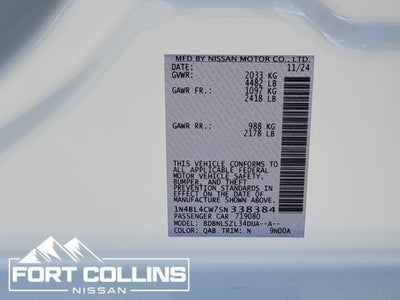 MFD BY NISSAN MOTOR CO., LTD.
DATE: 11/24
GVWR: 2033 KG
4482 LB
GAWR FR.: 1097 KG
2418 LB
GAWR RR.: 988 KG
2178 LB
THIS VEHICLE CONFORMS TO
ALL APPLICABLE FEDERAL
MOTOR VEHICLE SAFETY,
BUMPER, AND THEFT
PREVENTION STANDARDS IN
EFFECT ON THE DATE OF
MANUFACTURE SHOWN ABOVE.
1N4BL4CW7SN338384
PASSENGER CAR 719080
MODEL: BDBNLSZL34DUA--A--
COLOR: QAB TRIM: N 9N00A
FORT COLLINS
NISSAN